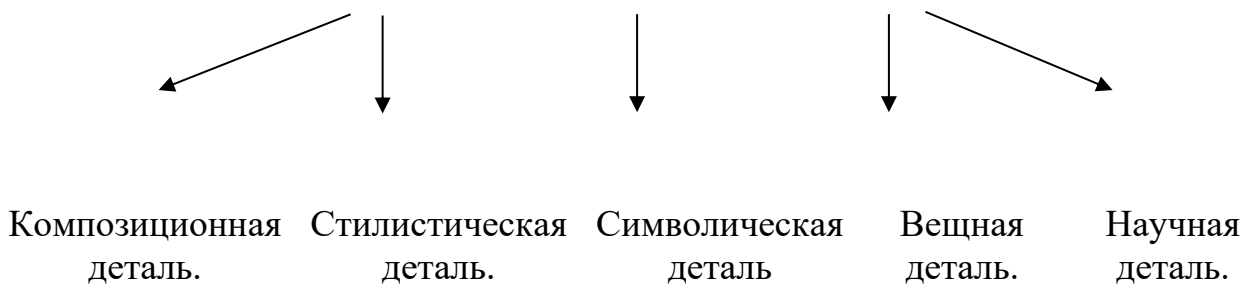 Композиционная Стилистическая Символическая Вещная Научная
деталь. деталь. деталь деталь. деталь.